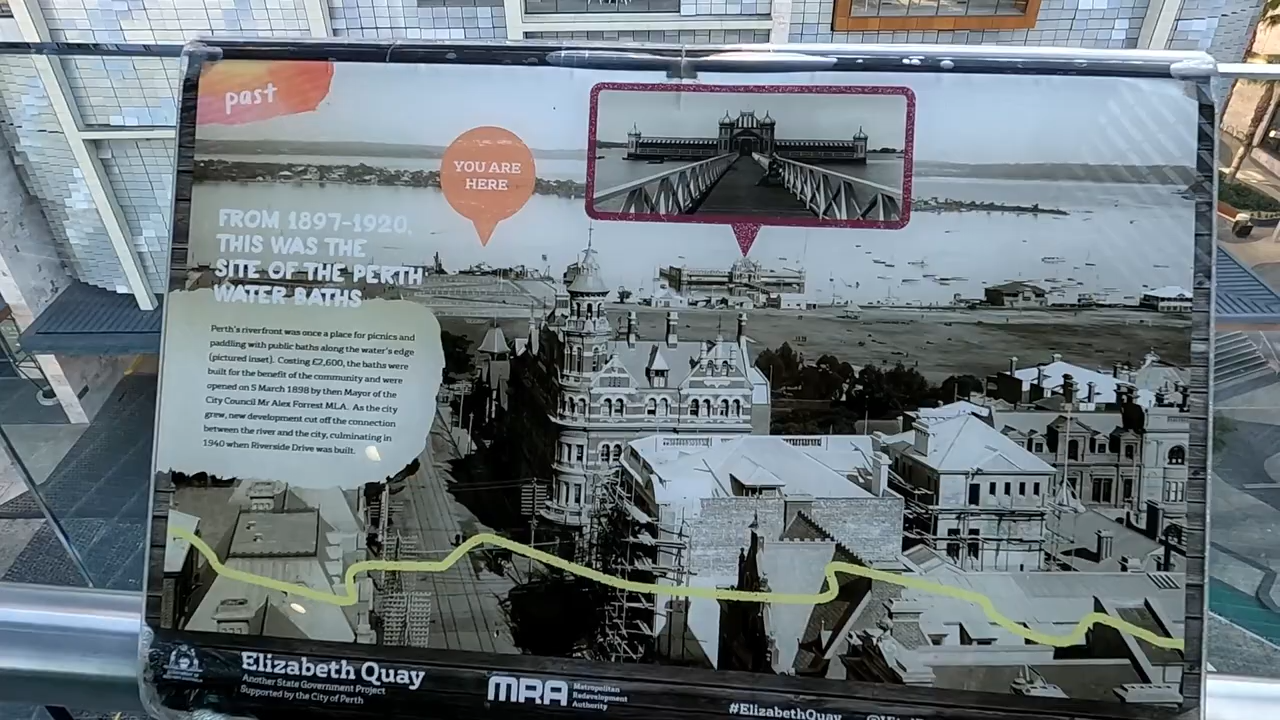 past
YOU ARE
HERE
FROM 1897-1920,
THIS WAS THE
SITE OF THE PERTH
WATER BATHS
Perth's riverfront was once a place for picnics and
paddling with public baths along the water's edge
(pictured inset). Costing £2,600, the baths were
built for the benefit of the community and were
opened on 5 March 1898 by then Mayor of the
City Council Mr Alex Forrest MLA. As the city
grew, new development cut off the connection
between the river and the city, culminating in
1940 when Riverside Drive was built.
Elizabeth Quay
Another State Government Project
Supported by the City of Perth
MRA Metropolitan
Redevelopment
Authority
#ElizabethQuay